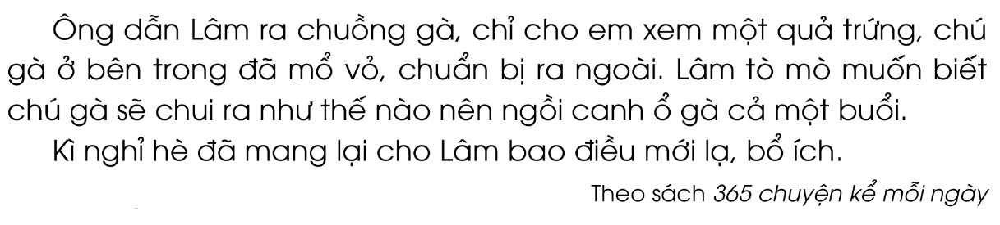 Ông dẫn Lâm ra chuồng gà, chỉ cho em xem một quả trứng, chú
gà ở bên trong đã mổ vỏ, chuẩn bị ra ngoài. Lâm tò mò muốn biết
chú gà sẽ chui ra như thế nào nên ngồi canh ổ gà cả một buổi.
Kì nghỉ hè đã mang lại cho Lâm bao điều mới lạ, bổ ích.
Theo sách 365 chuyện kể mỗi ngày